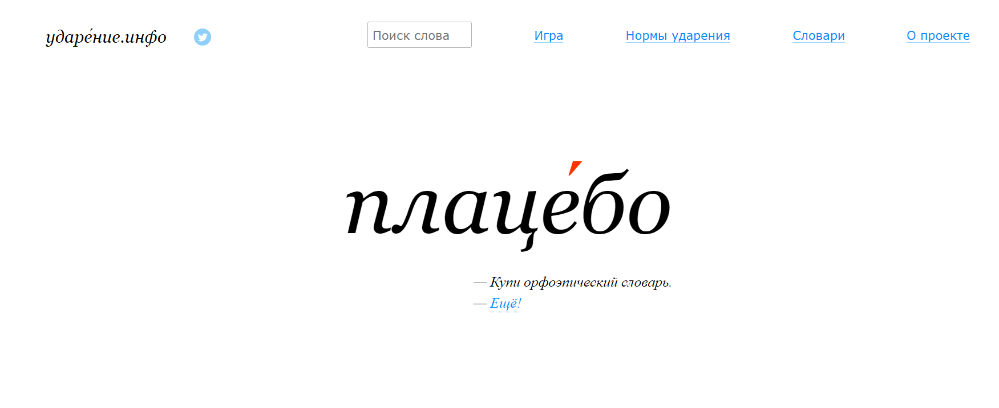 ударе́ние.инфо
Поиск слова
Игра
Нормы ударения
Словари
О проекте
плаце́бо
— Купи орфоэпический словарь.
— Ещё!